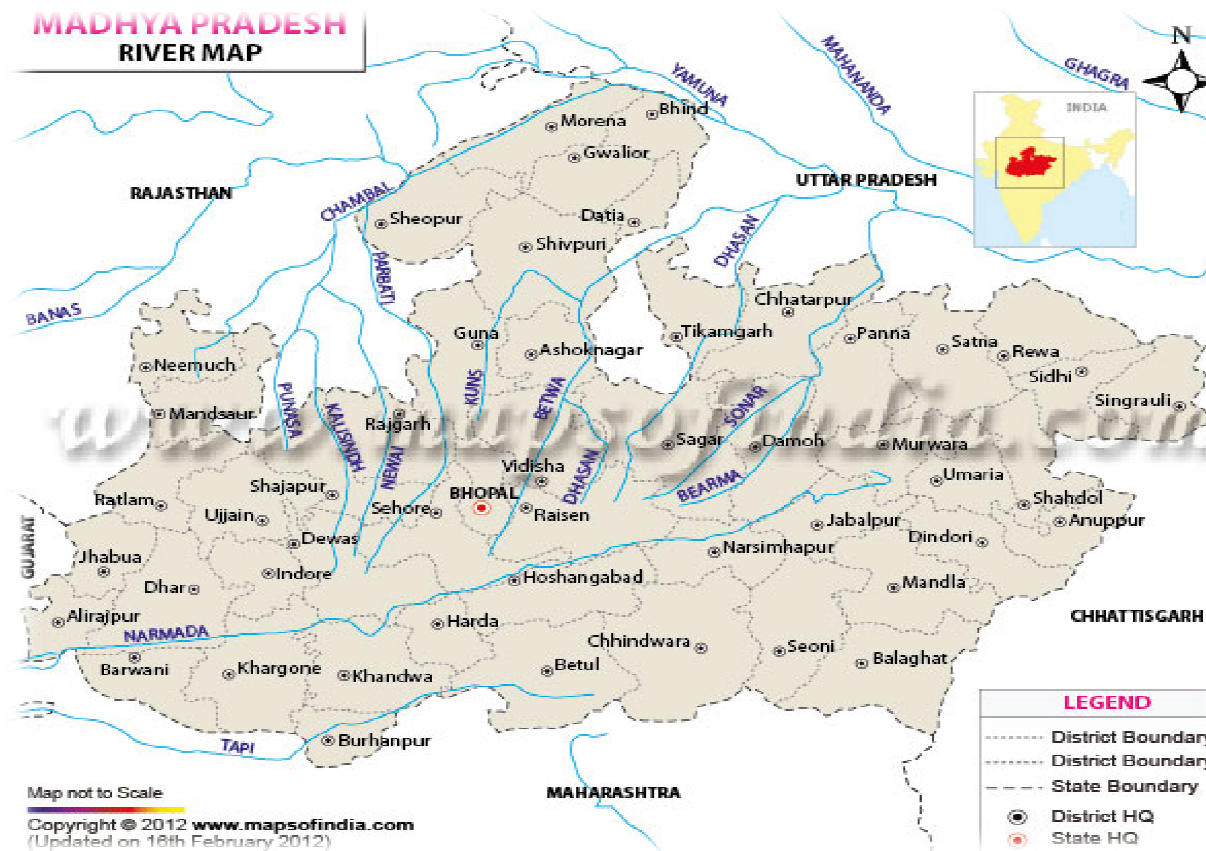 MADHYA PRADESH
RIVER MAP
N
INDIA
YAMUNA
MAHANANDA
GHAGRA
Bhind
Morena
Gwalior
RAJASTHAN
UTTAR PRADESH
CHAMBAL
Sheopur
Datia
DHASAN
Shivpuri
PARBATI
BANAS
Chhatarpur
Guna
Tikamgarh
Panna
Ashoknagar
Satna
Rewa
Neemuch
Sidhi
KUNS
BETWA
PUNASA
SONAR
Singrauli
Mandsaur
KALISINDH
Rajgarh
www.mapsofindia.com
Sagar
Damoh
Murwara
NEWAI
Vidisha
DHASAN
BEARMA
Umaria
Shajapur
BHOPAL
Ratlam
Shahdol
Ujjain
Sehore
Raisen
Jabalpur
Anuppur
GUJARAT
Dewas
Dindori
Jhabua
Narsimhapur
Indore
Hoshangabad
Dhar
Mandla
Alirajpur
CHHATTISGARH
Harda
NARMADA
Chhindwara
Seoni
Barwani
Khargone
Khandwa
Betul
Balaghat
TAPI
Burhanpur
MAHARASHTRA
LEGEND
District Boundary
District Boundary
State Boundary
District HQ
State HQ
Map not to Scale
Copyright © 2012 www.mapsofindia.com
(Updated on 16th February 2012)